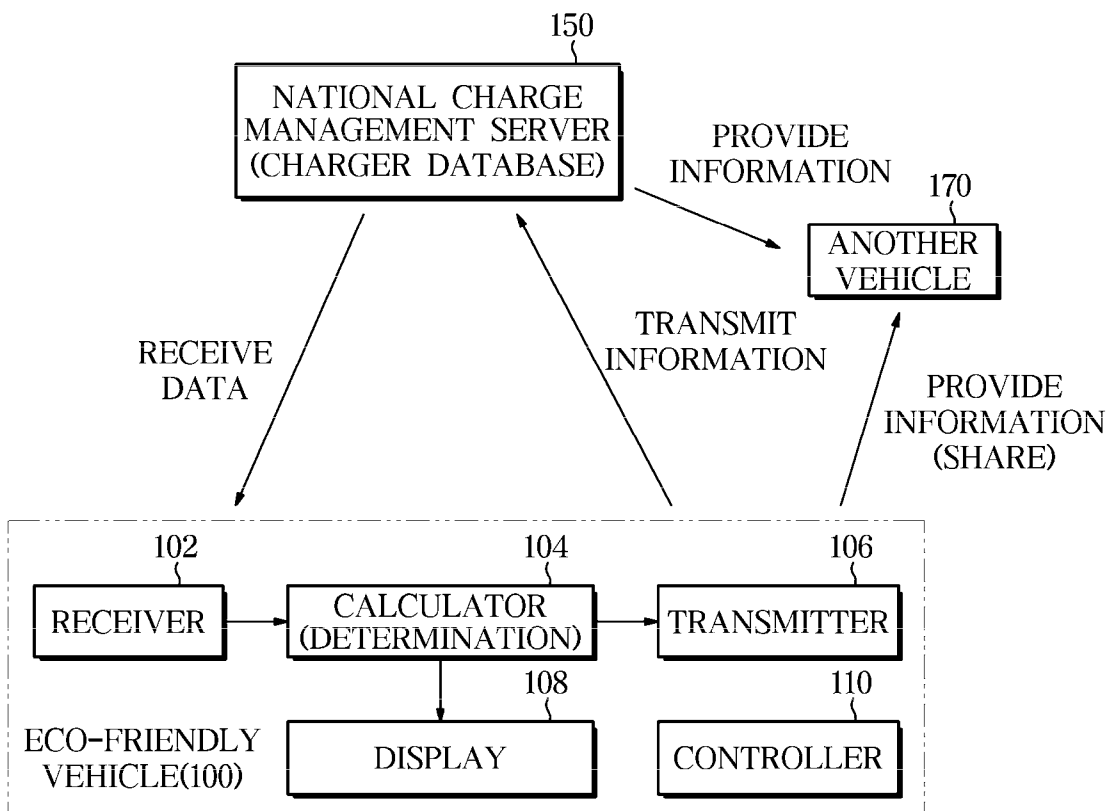 150
NATIONAL CHARGE
MANAGEMENT SERVER
(CHARGER DATABASE)
PROVIDE
INFORMATION
170
ANOTHER
VEHICLE
RECEIVE
DATA
TRANSMIT
INFORMATION
PROVIDE
INFORMATION
(SHARE)
102
RECEIVER
104
CALCULATOR
(DETERMINATION)
106
TRANSMITTER
108
DISPLAY
110
CONTROLLER
ECO-FRIENDLY
VEHICLE(100)